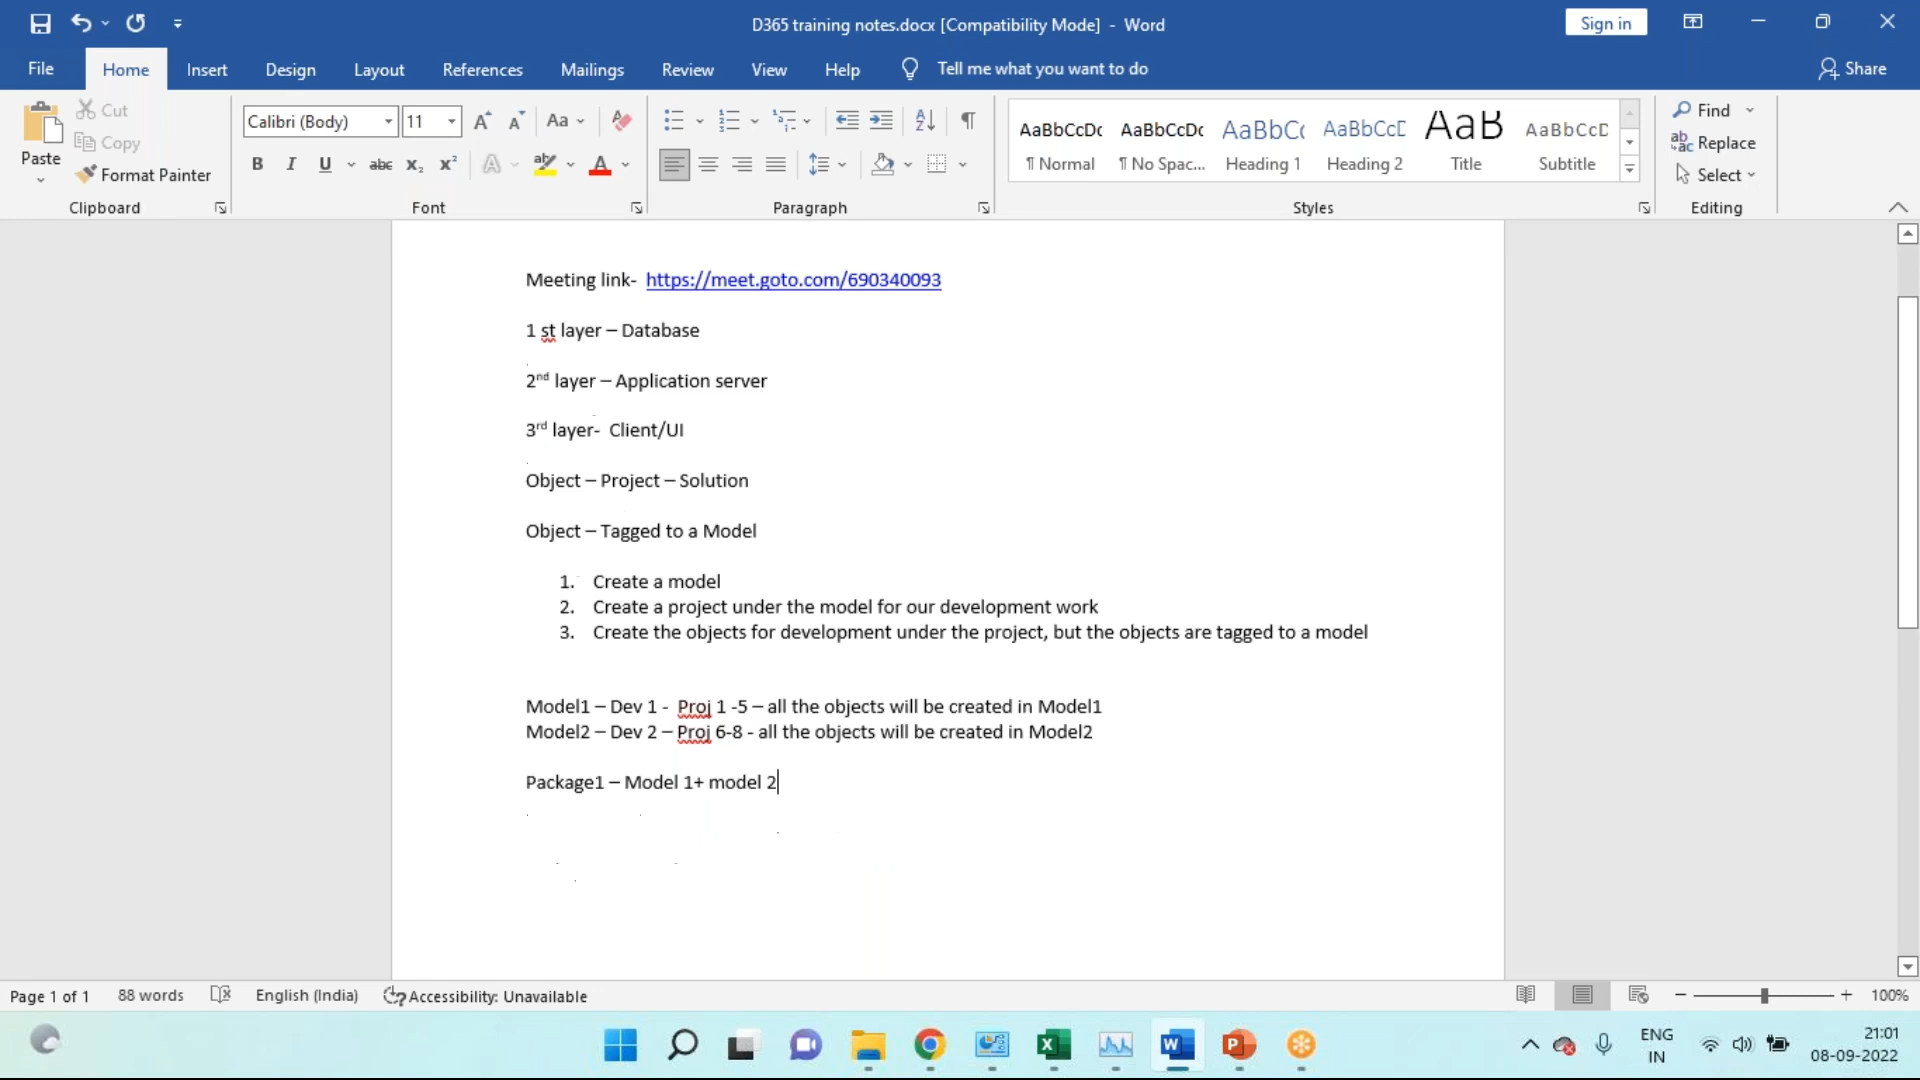 D365 training notes.docx [Compatibility Mode] - Word
Sign in
File Home Insert Design Layout References Mailings Review View Help Tell me what you want to do Share
Paste
Cut
Copy
Format Painter
Clipboard
Calibri (Body) 11
Font
Paragraph
AaBbCcDc AaBbCcDc AaBbC AaBbCcD AaB AaBbCcD
¶ Normal ¶ No Spac... Heading 1 Heading 2 Title Subtitle
Styles
Find
Replace
Select
Editing
Meeting link- https://meet.goto.com/690340093
1 st layer – Database
2nd layer – Application server
3rd layer- Client/UI
Object – Project – Solution
Object – Tagged to a Model
1. Create a model
2. Create a project under the model for our development work
3. Create the objects for development under the project, but the objects are tagged to a model
Model1 – Dev 1 - Proj 1 -5 – all the objects will be created in Model1
Model2 – Dev 2 – Proj 6-8 - all the objects will be created in Model2
Package1 – Model 1+ model 2
Page 1 of 1 88 words English (India) Accessibility: Unavailable 100%
ENG
IN
21:01
08-09-2022